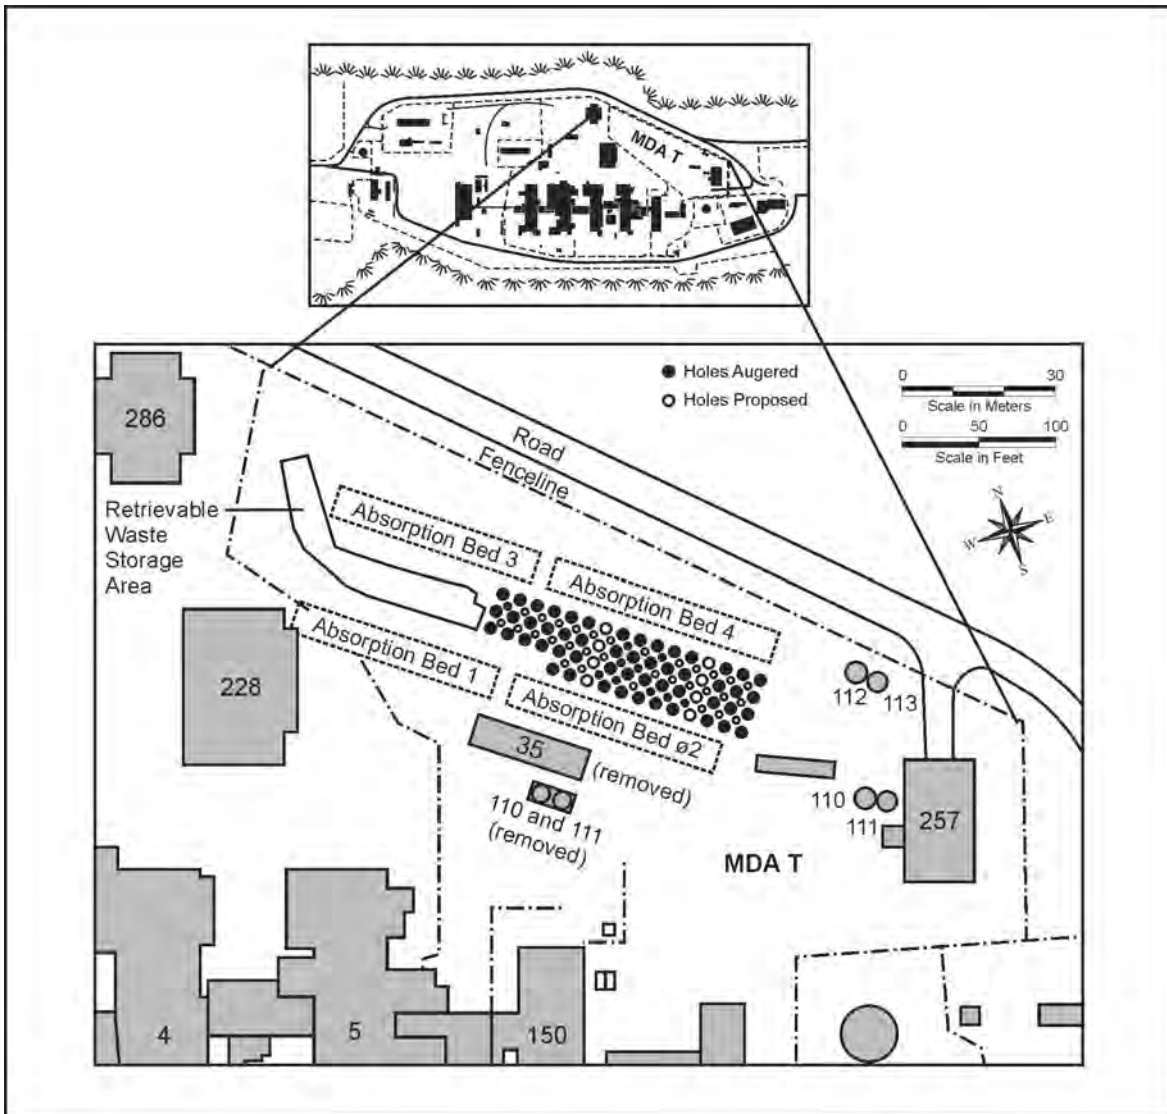 MDA T
Holes Augered
Holes Proposed
0 30
Scale in Meters
0 50 100
Scale in Feet
N
E
S
W
286
Road
Fenceline
Retrievable
Waste
Storage
Area
Absorption Bed 3
Absorption Bed 4
Absorption Bed 1
Absorption Bed ø2
228
35
(removed)
110 and 111
(removed)
112
113
110
111
257
MDA T
4
5
150